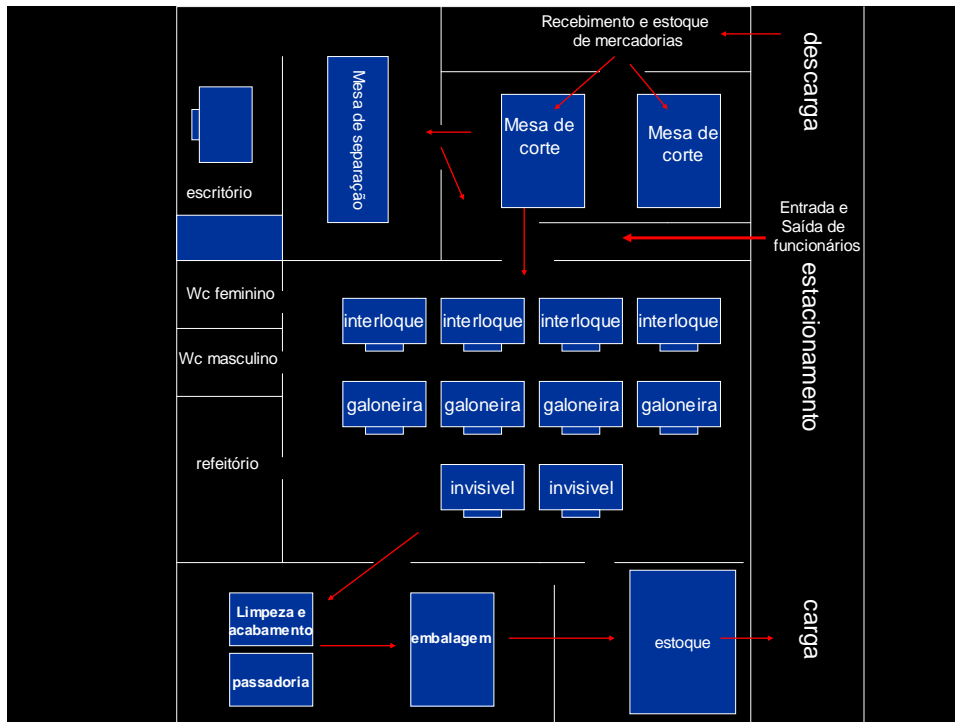 Recebimento e estoque
de mercadorias
descarga
Mesa de separação
Mesa de
corte
Mesa de
corte
escritório
Entrada e
Saída de
funcionários
estacionamento
Wc feminino
interloque
interloque
interloque
interloque
Wc masculino
galoneira
galoneira
galoneira
galoneira
refeitório
invisivel
invisivel
Limpeza e
acabamento
embalagem
estoque
carga
passadoria